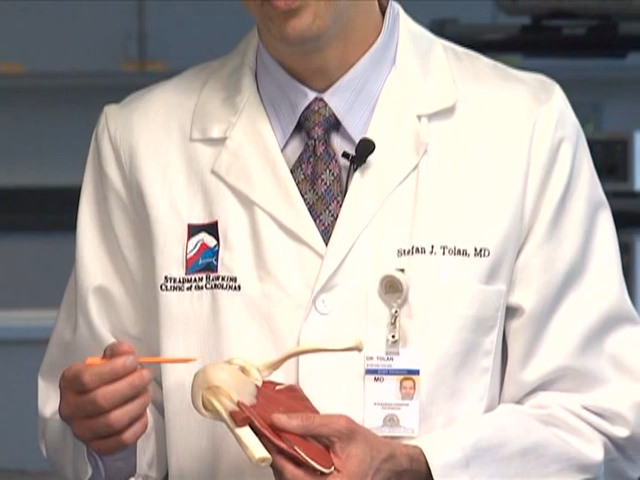 STEADMAN HAWKINS
CLINIC of the CAROLINAS
Stefan J. Tolan, MD
DR. TOLAN
MD